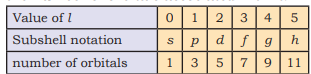 Value of l 0 1 2 3 4 5
Subshell notation s p d f g h
number of orbitals 1 3 5 7 9 11